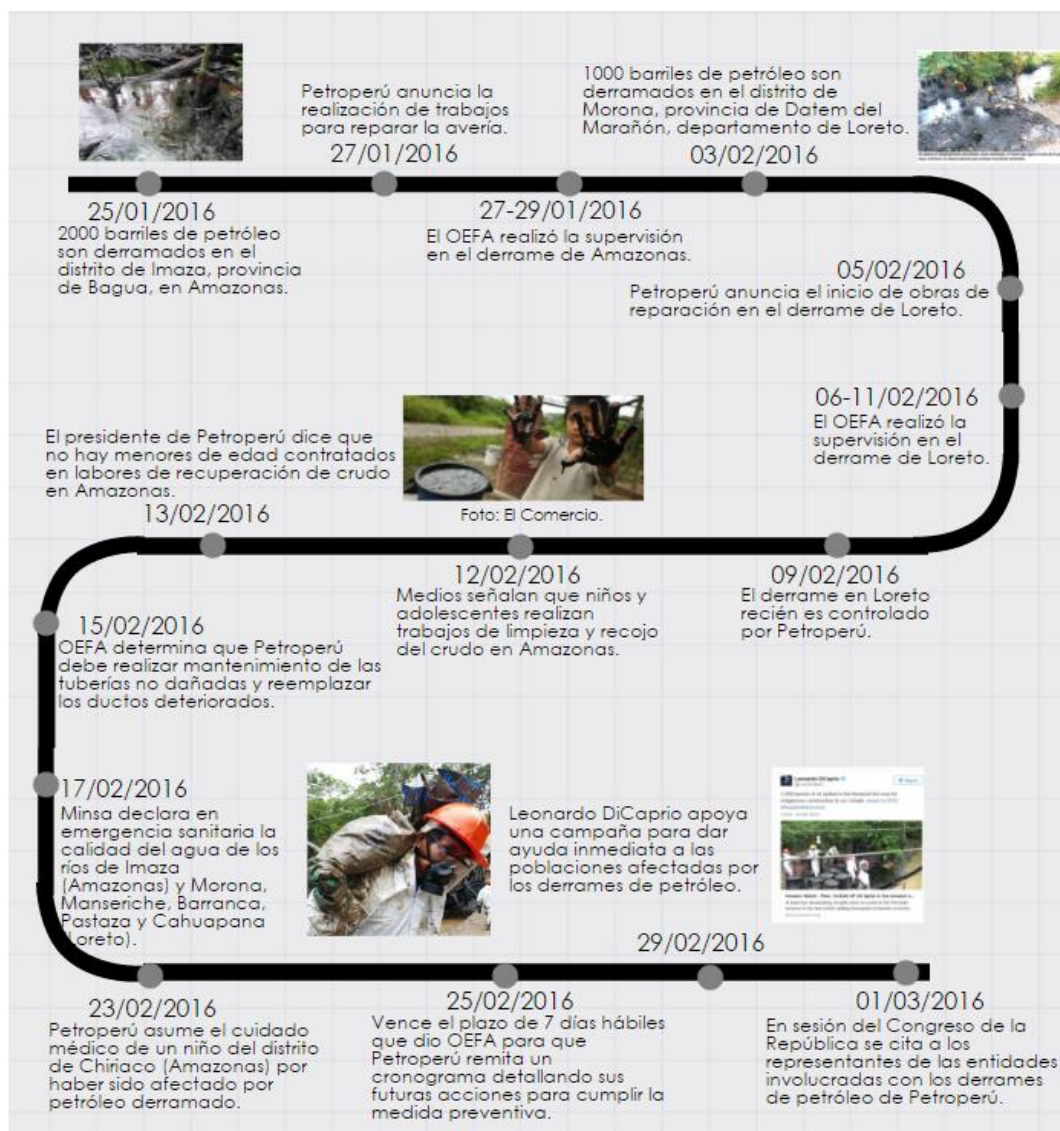 Petroperú anuncia la
realización de trabajos
para reparar la avería.
27/01/2016
1000 barriles de petróleo son
derramados en el distrito de
Morona, provincia de Datem del
Marañón, departamento de Loreto.
03/02/2016
25/01/2016
2000 barriles de petróleo
son derramados en el
distrito de Imaza, provincia
de Bagua, en Amazonas.
27-29/01/2016
El OEFA realizó la supervisión
en el derrame de Amazonas.
05/02/2016
Petroperú anuncia el inicio de obras de
reparación en el derrame de Loreto.
06-11/02/2016
El OEFA realizó la
supervisión en el
derrame de Loreto.
09/02/2016
El derrame en Loreto
recién es controlado
por Petroperú.
Foto: El Comercio.
12/02/2016
Medios señalan que niños y
adolescentes realizan
trabajos de limpieza y recojo
del crudo en Amazonas.
El presidente de Petroperú dice que
no hay menores de edad contratados
en labores de recuperación de crudo
en Amazonas.
13/02/2016
15/02/2016
OEFA determina que Petroperú
debe realizar mantenimiento de las
tuberías no dañadas y reemplazar
los ductos deteriorados.
17/02/2016
Minsa declara en
emergencia sanitaria la
calidad del agua de los
ríos de Imaza
(Amazonas) y Morona,
Manseriche, Barranca,
Pastaza y Cahuapana
(Loreto).
23/02/2016
Petroperú asume el cuidado
médico de un niño del distrito
de Chiriaco (Amazonas) por
haber sido afectado por
petróleo derramado.
25/02/2016
Vence el plazo de 7 días hábiles
que dio OEFA para que
Petroperú remita un
cronograma detallando sus
futuras acciones para cumplir la
medida preventiva.
Leonardo DiCaprio apoya
una campaña para dar
ayuda inmediata a las
poblaciones afectadas por
los derrames de petróleo.
29/02/2016
Leonardo DiCaprio
01/03/2016
En sesión del Congreso de la
República se cita a los
representantes de las entidades
involucradas con los derrames
de petróleo de Petroperú.